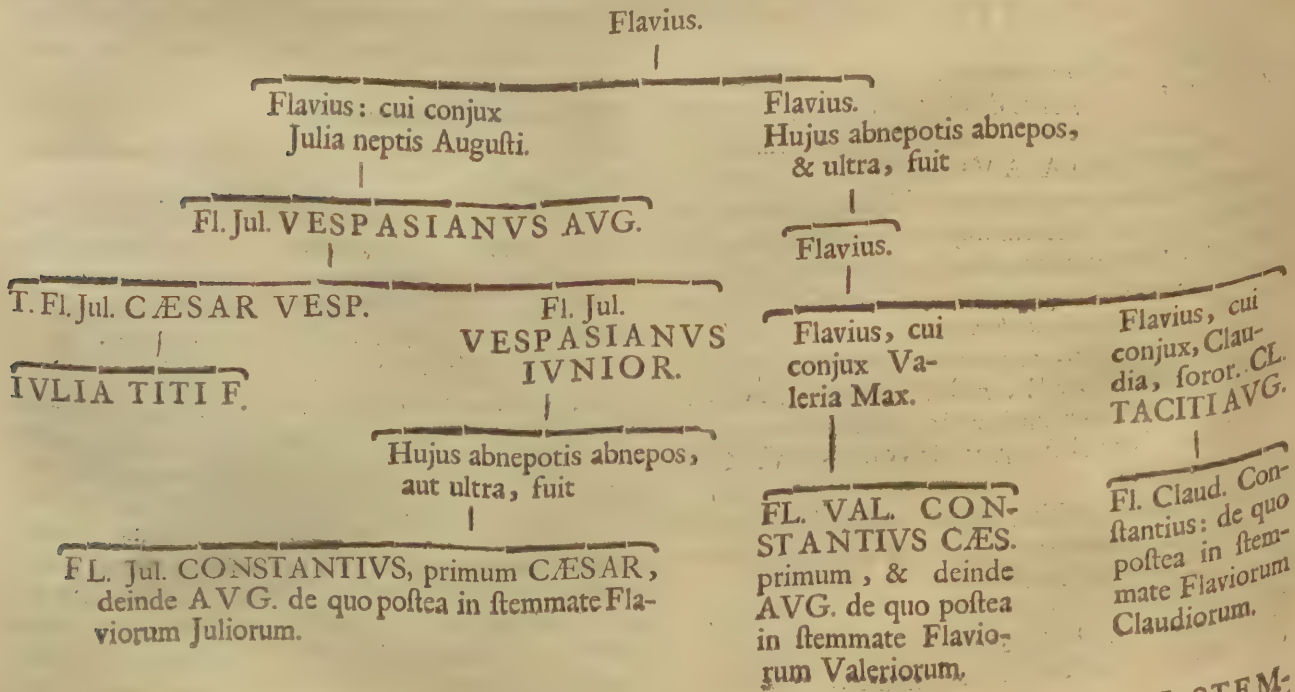 Flavius.
Flavius: cui conjux
Julia neptis Auguſti.
Flavius.
Hujus abnepotis abnepos,
& ultra, fuit
Fl. Jul. VESPASIANVS AVG.
Flavius.
T. Fl. Jul. CÆSAR VESP.
Fl. Jul.
VESPASIANVS
IVNIOR.
Flavius, cui
conjux Va-
leria Max.
Flavius, cui
conjux, Clau-
dia, ſoror. CL.
TACITI AVG.
IVLIA TITI F.
Hujus abnepotis abnepos,
aut ultra, fuit
FL. Jul. CONSTANTIVS, primum CÆSAR,
deinde AVG. de quo poſtea in ſtemmate Fla-
viorum Juliorum.
FL. VAL. CON-
STANTIVS CÆS.
primum, & deinde
AVG. de quo poſtea
in ſtemmate Flavio-
rum Valeriorum.
Fl. Claud. Con-
ſtantius: de quo
poſtea in ſtem-
mate Flaviorum
Claudiorum.
STEM-